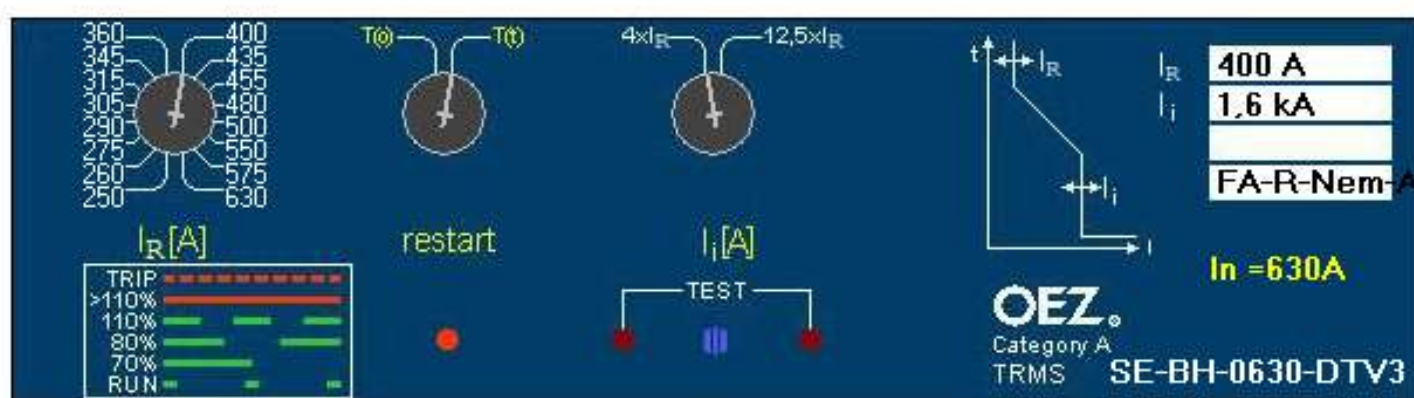 360 400
345 435
315 455
305 480
290 500
275 550
260 575
250 630
IR[A]
T(o) T(t)
restart
4xIR 12,5xIR
Ii[A]
t
IR
Ii
I
IR 400 A
Ii 1,6 kA
FA-R-Nem-A
In =630A
TRIP
>110%
110%
80%
70%
RUN
TEST
OEZ
Category A
TRMS SE-BH-0630-DTV3